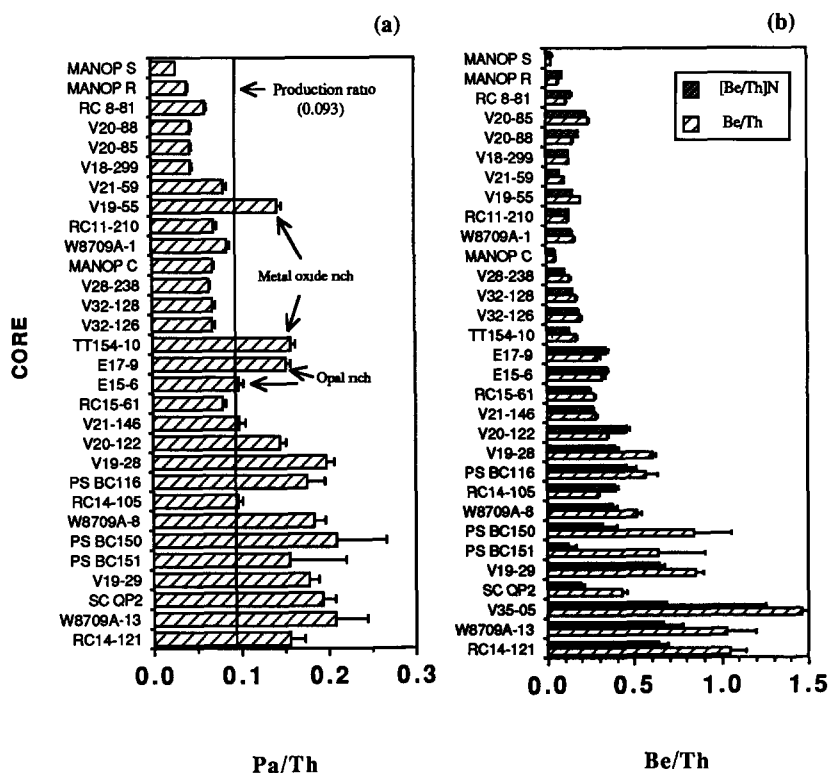 (a)
MANOP S
MANOP R
RC 8-81
V20-88
V20-85
V18-299
V21-59
V19-55
RC11-210
W8709A-1
MANOP C
V28-238
V32-128
V32-126
TT154-10
E17-9
E15-6
RC15-61
V21-146
V20-122
V19-28
PS BC116
RC14-105
W8709A-8
PS BC150
PS BC151
V19-29
SC QP2
W8709A-13
RC14-121
CORE
Production ratio
(0.093)
Metal oxide rich
Opal rich
0.0 0.1 0.2 0.3
Pa/Th
(b)
MANOP S
MANOP R
RC 8-81
V20-85
V20-88
V18-299
V21-59
V19-55
RC11-210
W8709A-1
MANOP C
V28-238
V32-128
V32-126
TT154-10
E17-9
E15-6
RC15-61
V21-146
V20-122
V19-28
PS BC116
RC14-105
W8709A-8
PS BC150
PS BC151
V19-29
SC QP2
V35-05
W8709A-13
RC14-121
[Be/Th]N
Be/Th
0.0 0.5 1.0 1.5
Be/Th